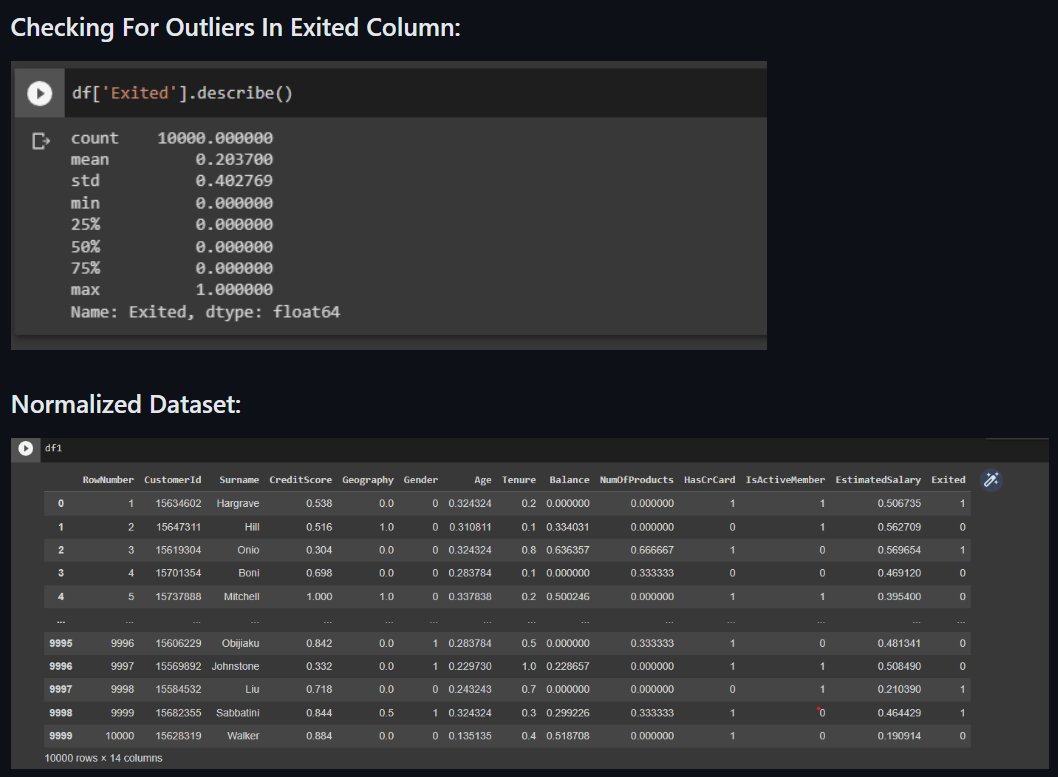 Checking For Outliers In Exited Column:
df['Exited'].describe()
count 10000.000000
mean 0.203700
std 0.402769
min 0.000000
25% 0.000000
50% 0.000000
75% 0.000000
max 1.000000
Name: Exited, dtype: float64
Normalized Dataset:
df1
RowNumber CustomerId Surname CreditScore Geography Gender Age Tenure Balance NumOfProducts HasCrCard IsActiveMember EstimatedSalary Exited
0 1 15634602 Hargrave 0.538 0.0 0 0.324324 0.2 0.000000 0.000000 1 1 0.506735 1
1 2 15647311 Hill 0.516 1.0 0 0.310811 0.1 0.334031 0.000000 0 1 0.562709 0
2 3 15619304 Onio 0.304 0.0 0 0.324324 0.8 0.636357 0.666667 1 0 0.569654 1
3 4 15701354 Boni 0.698 0.0 0 0.283784 0.1 0.000000 0.333333 0 0 0.469120 0
4 5 15737888 Mitchell 1.000 1.0 0 0.337838 0.2 0.500246 0.000000 1 1 0.395400 0
... ... ... ... ... ... ... ... ... ... ... ... ... ... ...
9995 9996 15606229 Obijiaku 0.842 0.0 1 0.283784 0.5 0.000000 0.333333 1 0 0.481341 0
9996 9997 15569892 Johnstone 0.332 0.0 1 0.229730 1.0 0.228657 0.000000 1 1 0.508490 0
9997 9998 15584532 Liu 0.718 0.0 0 0.243243 0.7 0.000000 0.000000 0 1 0.210390 1
9998 9999 15682355 Sabbatini 0.844 0.5 1 0.324324 0.3 0.299226 0.333333 1 0 0.464429 1
9999 10000 15628319 Walker 0.884 0.0 0 0.135135 0.4 0.518708 0.000000 1 0 0.190914 0
10000 rows × 14 columns